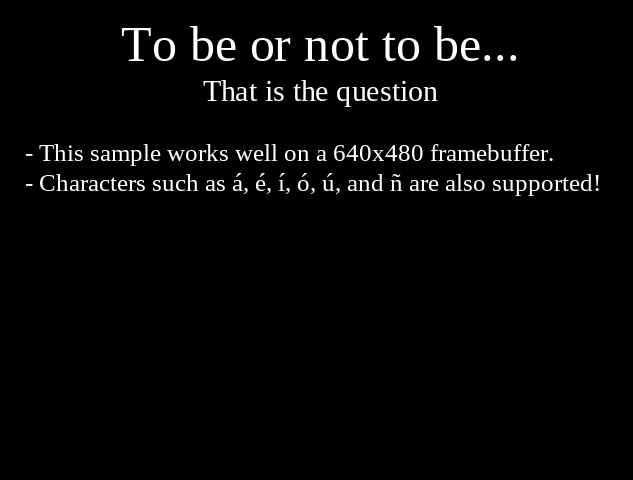 To be or not to be...
That is the question
- This sample works well on a 640x480 framebuffer.
- Characters such as á, é, í, ó, ú, and ñ are also supported!